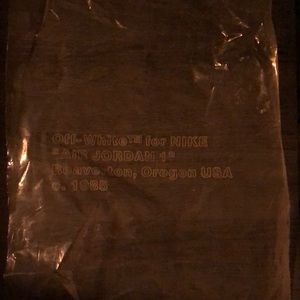 Off-White™ for NIKE
"AIR JORDAN 1"
Beaverton, Oregon USA
c. 1985